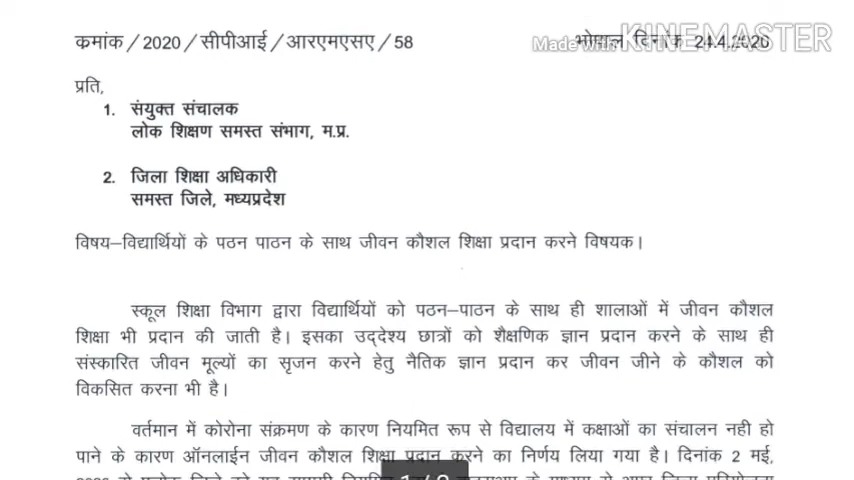 क्रमांक/2020/सीपीआई/आरएमएसए/58
भोपाल दिनांक 24.4.2020
Made with KINEMASTER
प्रति,
1. संयुक्त संचालक
लोक शिक्षण समस्त संभाग, म.प्र.
2. जिला शिक्षा अधिकारी
समस्त जिले, मध्यप्रदेश
विषय–विद्यार्थियों के पठन पाठन के साथ जीवन कौशल शिक्षा प्रदान करने विषयक।
स्कूल शिक्षा विभाग द्वारा विद्यार्थियों को पठन–पाठन के साथ ही शालाओं में जीवन कौशल
शिक्षा भी प्रदान की जाती है। इसका उद्देश्य छात्रों को शैक्षणिक ज्ञान प्रदान करने के साथ ही
संस्कारित जीवन मूल्यों का सृजन करने हेतु नैतिक ज्ञान प्रदान कर जीवन जीने के कौशल को
विकसित करना भी है।
वर्तमान में कोरोना संक्रमण के कारण नियमित रूप से विद्यालय में कक्षाओं का संचालन नही हो
पाने के कारण ऑनलाईन जीवन कौशल शिक्षा प्रदान करने का निर्णय लिया गया है। दिनांक 2 मई,